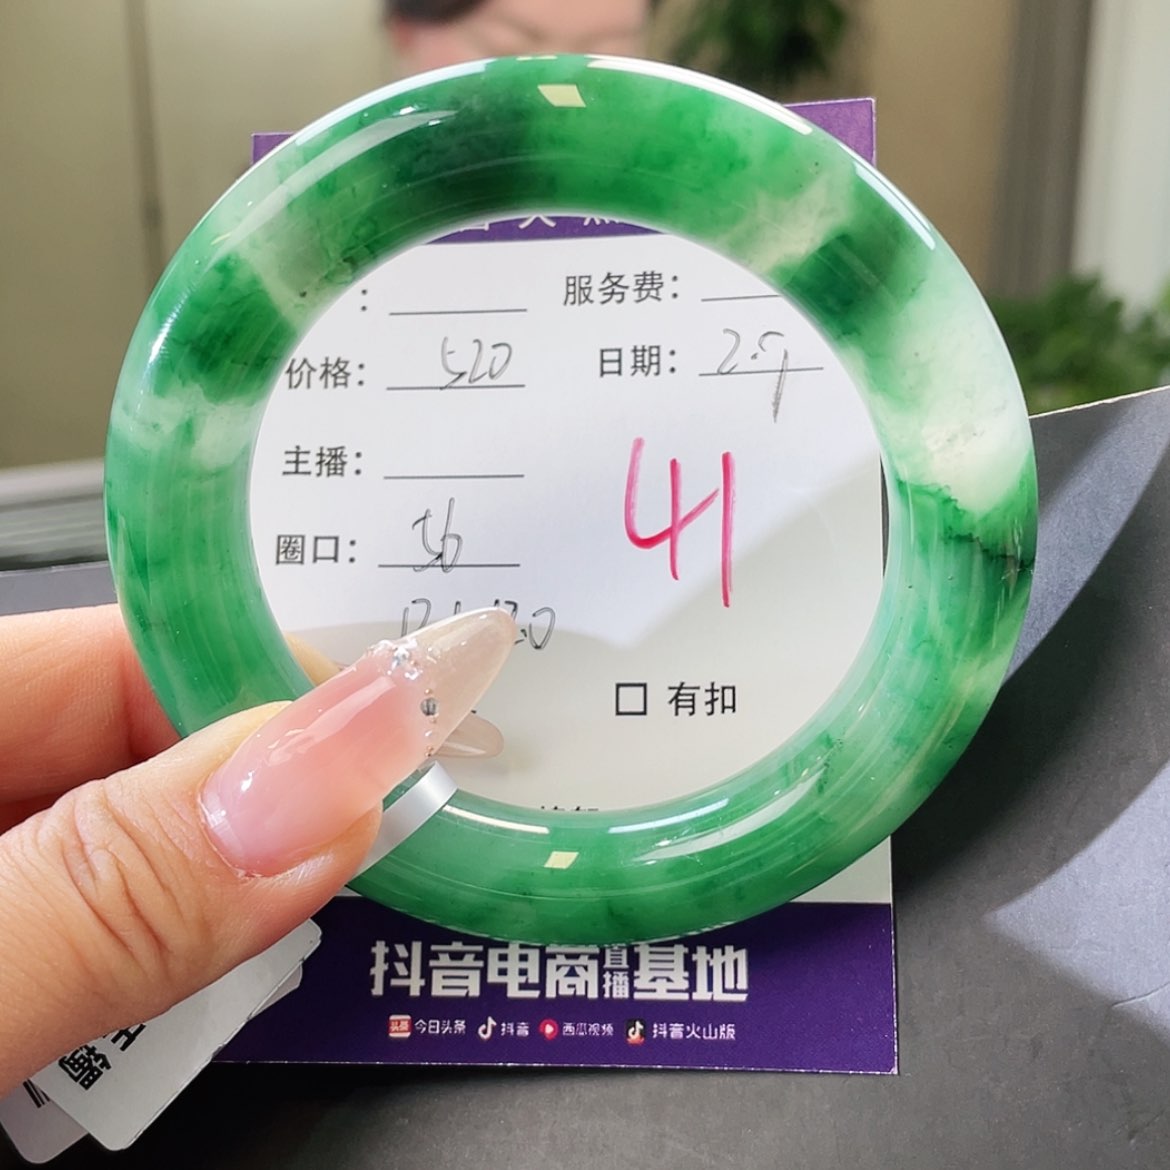 服务费：
价格： 520
日期： 2.9
主播：
圈口： 56
41
口 有扣
抖音电商直播基地
今日头条 抖音 西瓜视频 抖音火山版